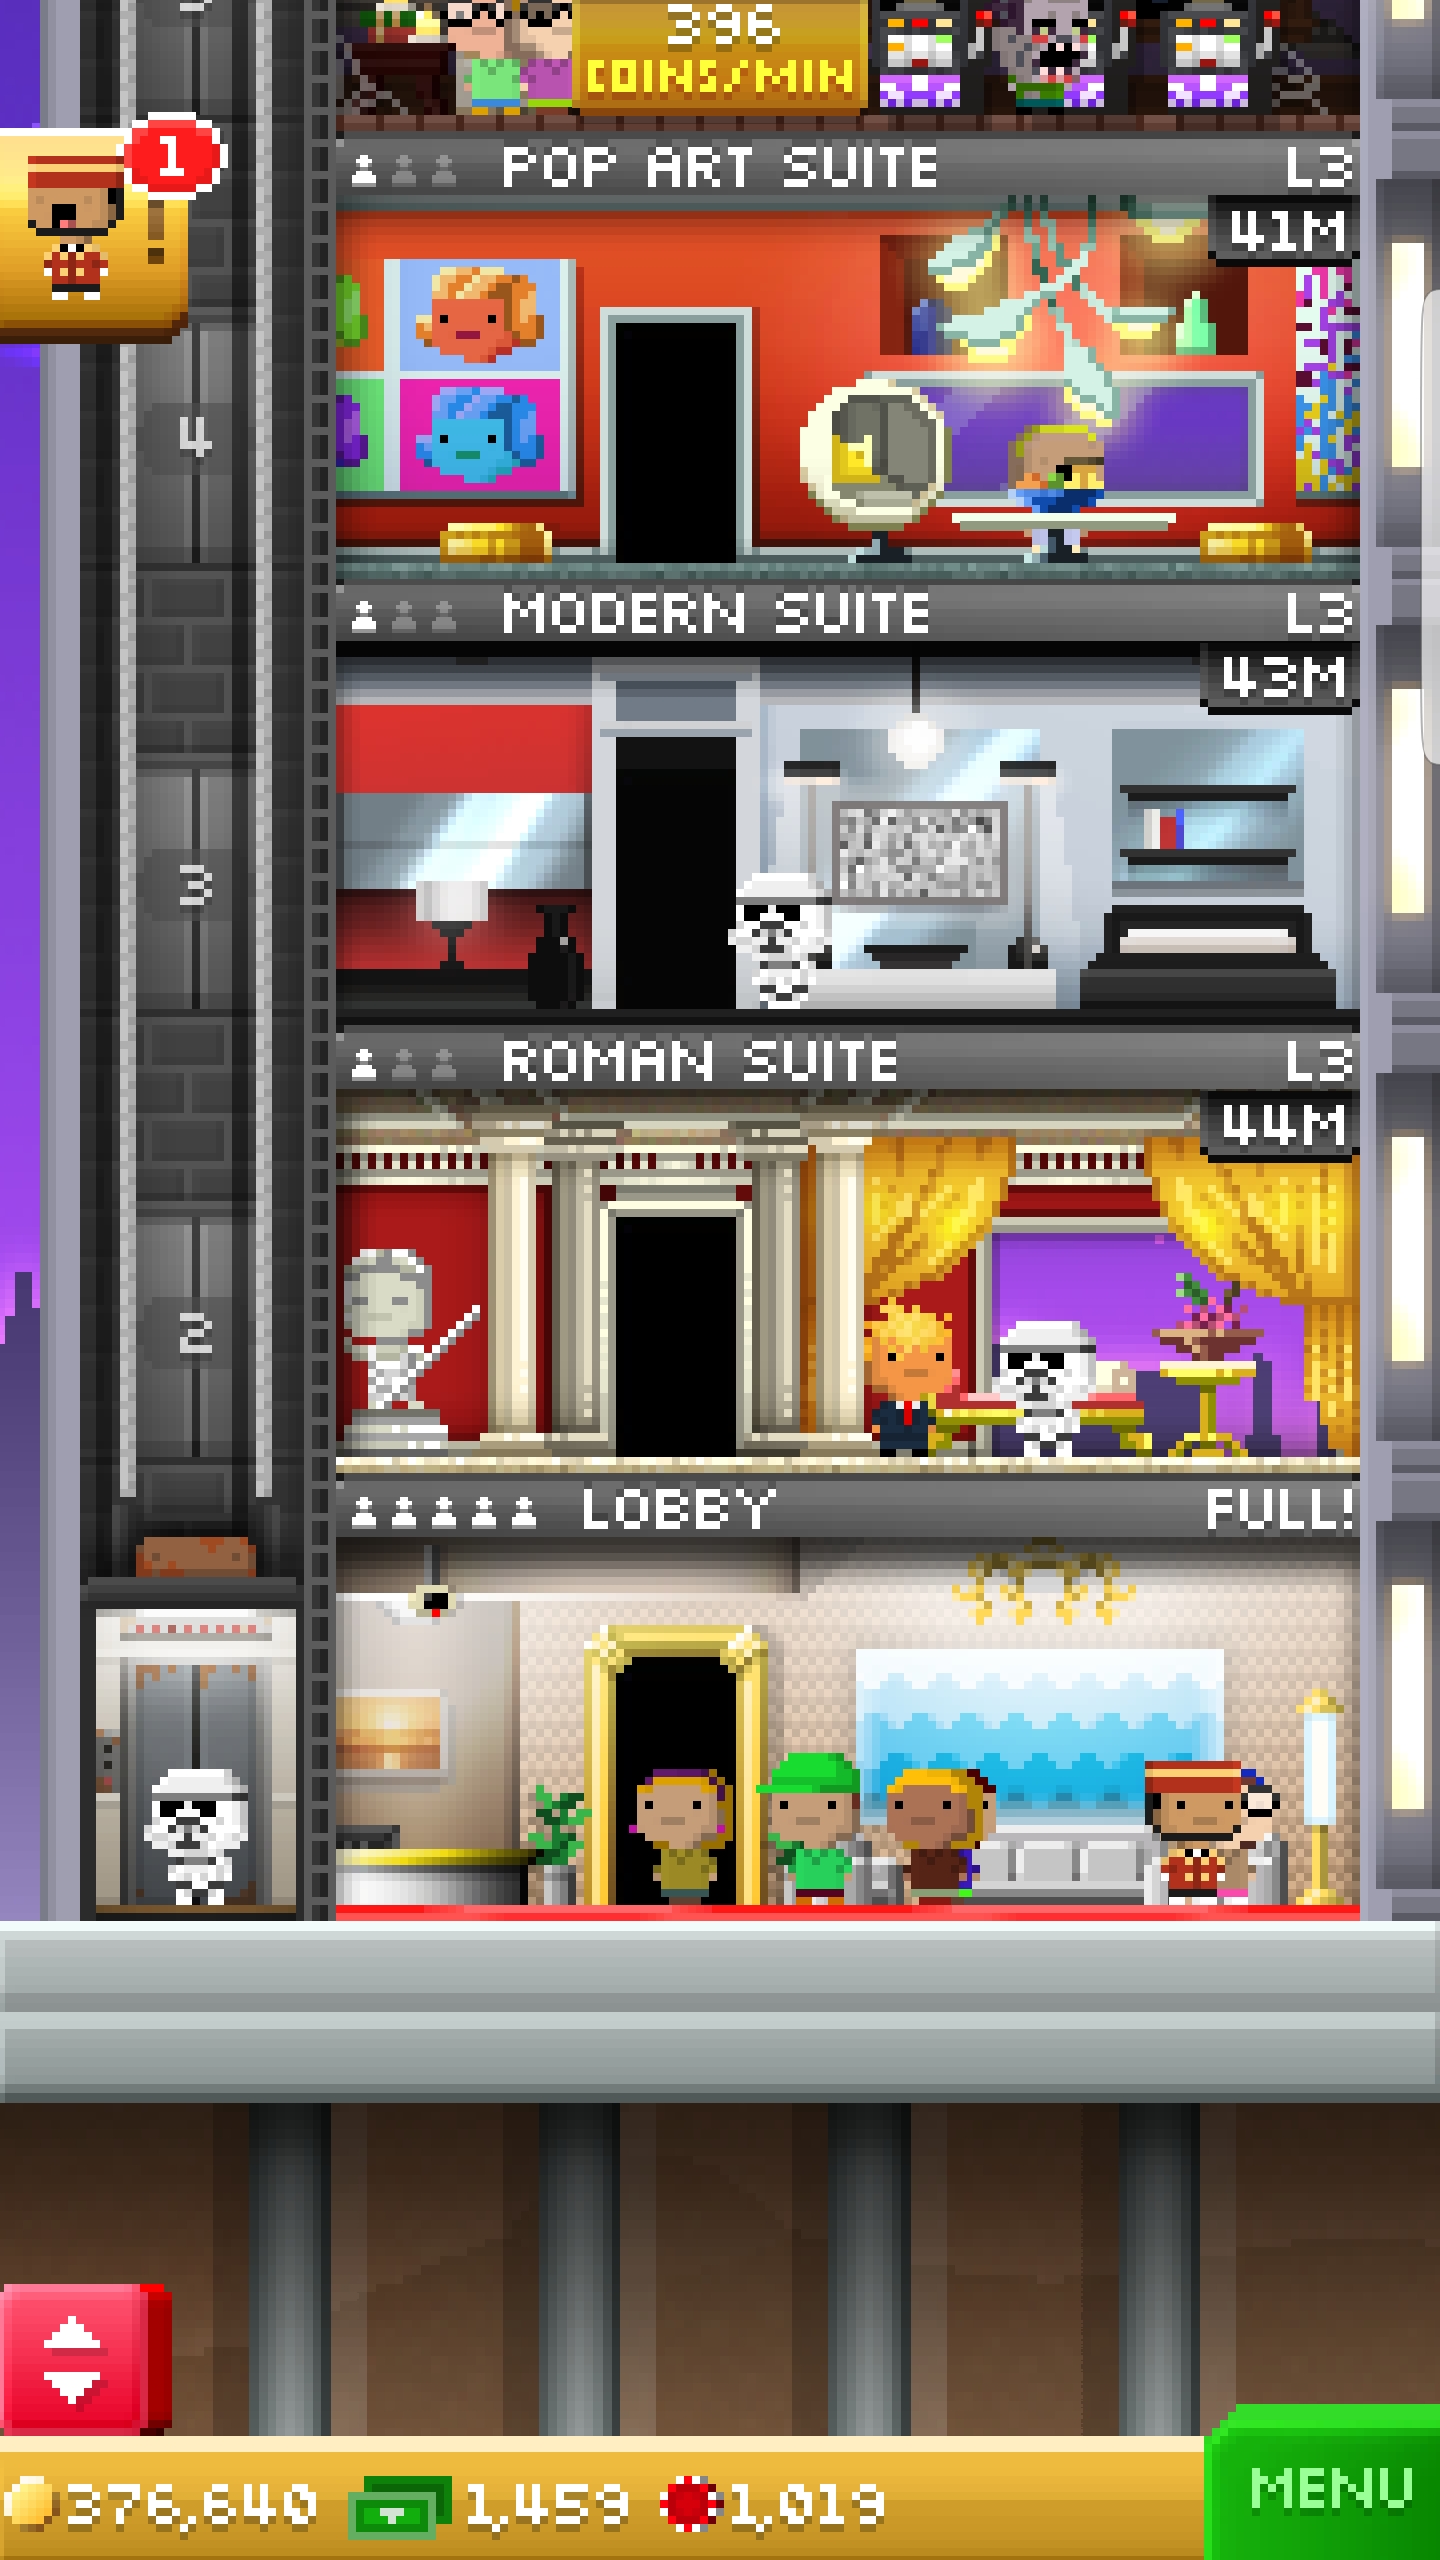 396
COINS/MIN
1
POP ART SUITE L3
41M
4
MODERN SUITE L3
43M
3
ROMAN SUITE L3
44M
2
LOBBY FULL!
376,640 1,459 1,019
MENU